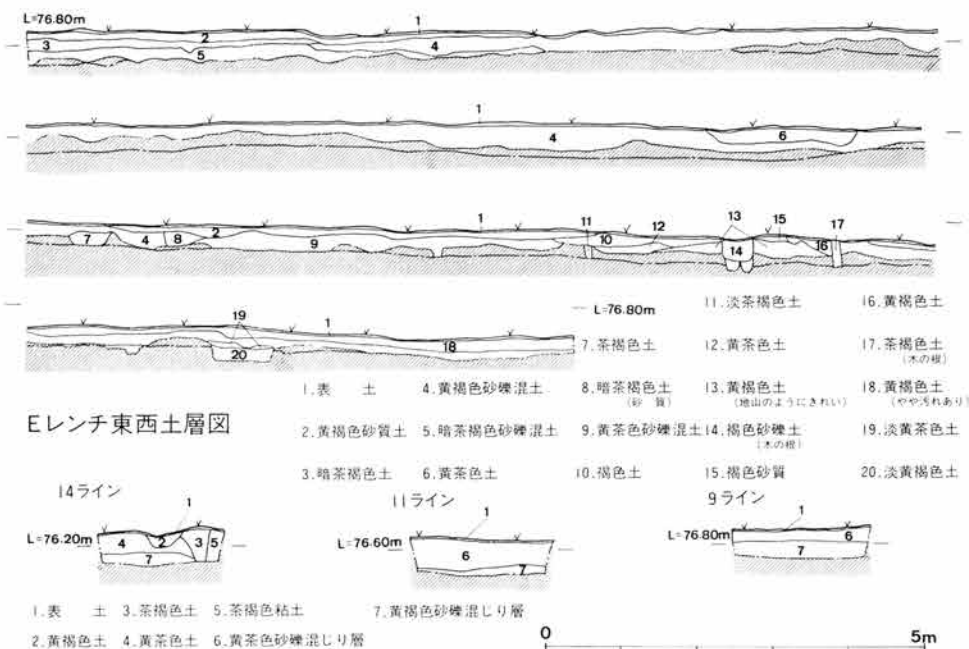 L=76.80m
1
2
3
4
5
1
4
6
1
2
7
4
8
9
10
11
12
13
14
15
16
17
19
1
18
20
L=76.80m
1.表　土
2.黄褐色砂質土
3.暗茶褐色土
4.黄褐色砂礫混土
5.暗茶褐色砂礫混土
6.黄茶色土
7.茶褐色土
8.暗茶褐色土
(砂　質)
9.黄茶色砂礫混土
10.褐色土
11.淡茶褐色土
12.黄茶色土
13.黄褐色土
(地山のようにきれい)
14.褐色砂礫土
(木の根)
15.褐色砂質
16.黄褐色土
17.茶褐色土
(木の根)
18.黄褐色土
(やや汚れあり)
19.淡黄茶色土
20.淡黄褐色土
Eレンチ東西土層図
14ライン
1
L=76.20m
4
2
3
5
7
11ライン
1
L=76.60m
6
7
9ライン
1
L=76.80m
6
7
1.表　土
2.黄褐色土
3.茶褐色土
4.黄茶色土
5.茶褐色粘土
6.黄茶色砂礫混じり層
7.黄褐色砂礫混じり層
0
5m